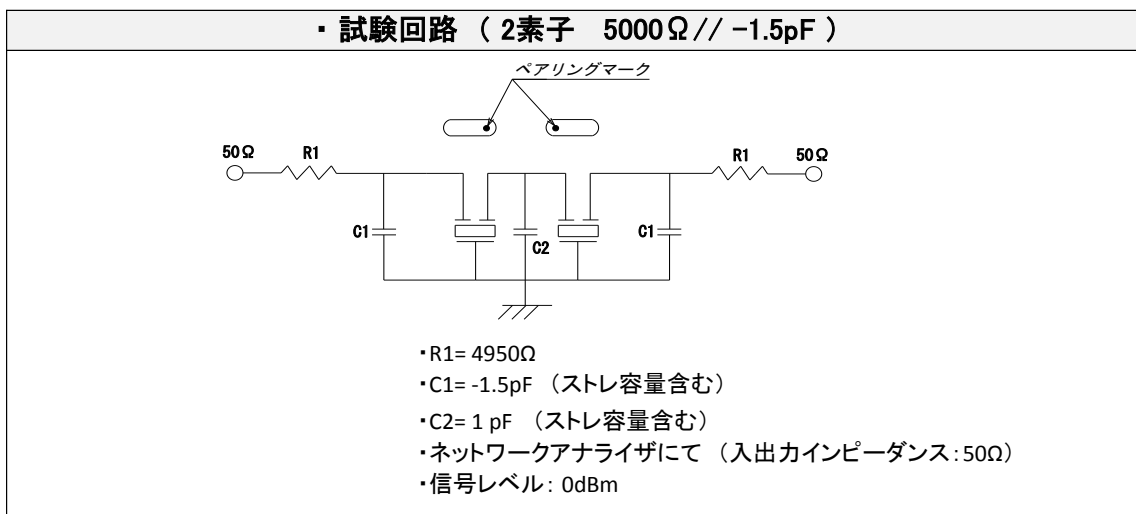 ・試験回路 ( 2素子 5000Ω// -1.5pF )
ペアリングマーク
50Ω R1 R1 50Ω
C1 C2 C1
・R1= 4950Ω
・C1= -1.5pF (ストレ容量含む)
・C2= 1 pF (ストレ容量含む)
・ネットワークアナライザにて (入出力インピーダンス:50Ω)
・信号レベル: 0dBm